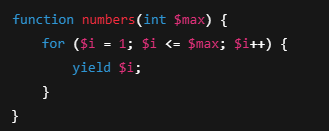 function numbers(int $max) {
    for ($i = 1; $i <= $max; $i++) {
        yield $i;
    }
}